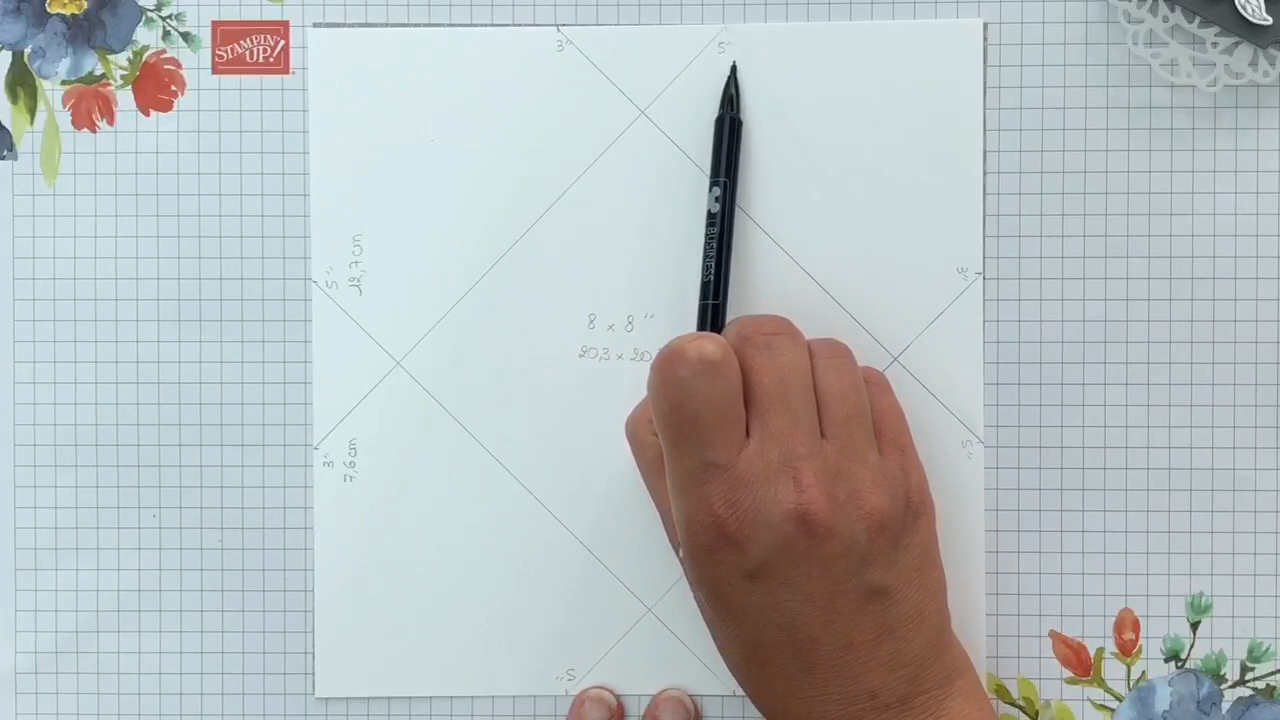 STAMPIN' UP!
3"
5"
5"
12,7 cm
3"
8 x 8"
20,3 x 20,
BUSINESS
3"
7,6 cm
5"
5"